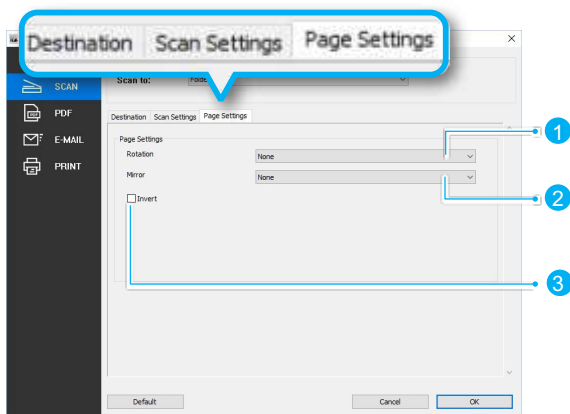 Destination Scan Settings Page Settings
SCAN
Scan to:
PDF
Destination Scan Settings Page Settings
1
E-MAIL
Page Settings
Rotation None
PRINT
Mirror None
2
Invert
3
Default Cancel OK